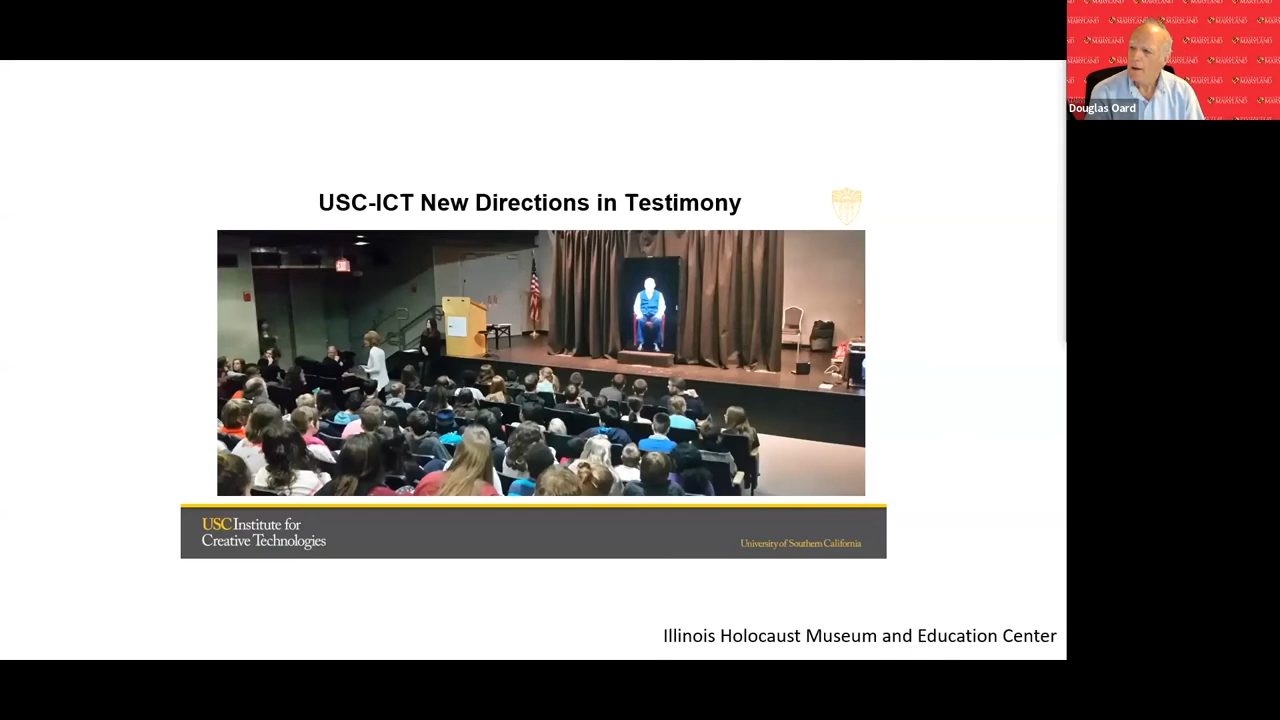 MARYLAND
Douglas Oard
USC-ICT New Directions in Testimony
USC Institute for
Creative Technologies
University of Southern California
Illinois Holocaust Museum and Education Center